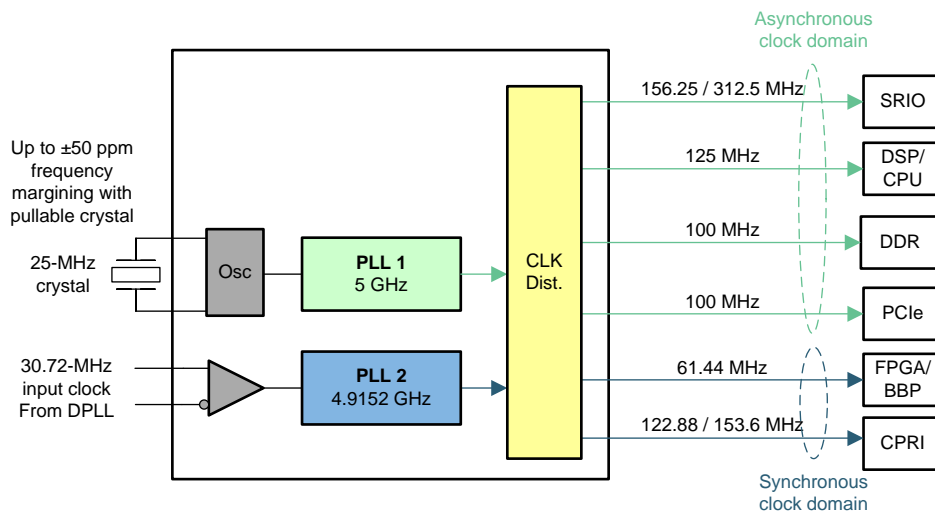 Asynchronous
clock domain
156.25 / 312.5 MHz
SRIO
Up to ±50 ppm
frequency
margining with
pullable crystal
125 MHz
DSP/
CPU
25-MHz
crystal
Osc
PLL 1
5 GHz
CLK
Dist.
100 MHz
DDR
100 MHz
PCIe
30.72-MHz
input clock
From DPLL
PLL 2
4.9152 GHz
61.44 MHz
FPGA/
BBP
122.88 / 153.6 MHz
CPRI
Synchronous
clock domain